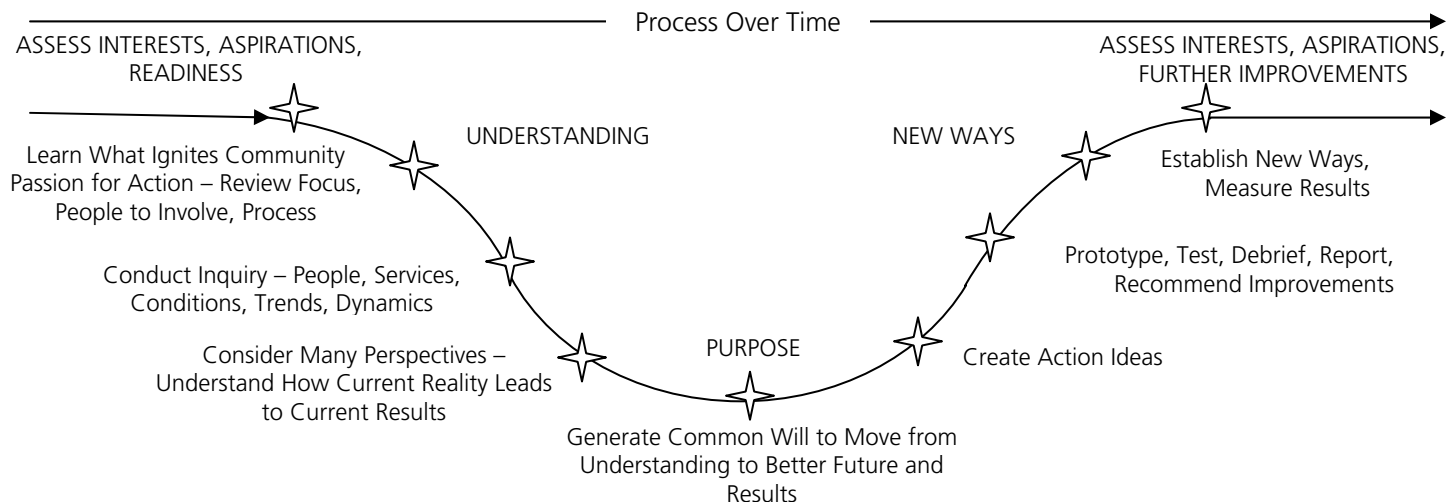 Process Over Time
ASSESS INTERESTS, ASPIRATIONS,
READINESS
ASSESS INTERESTS, ASPIRATIONS,
FURTHER IMPROVEMENTS
UNDERSTANDING
NEW WAYS
Learn What Ignites Community
Passion for Action – Review Focus,
People to Involve, Process
Establish New Ways,
Measure Results
Conduct Inquiry – People, Services,
Conditions, Trends, Dynamics
Prototype, Test, Debrief, Report,
Recommend Improvements
Consider Many Perspectives –
Understand How Current Reality Leads
to Current Results
PURPOSE
Create Action Ideas
Generate Common Will to Move from
Understanding to Better Future and
Results